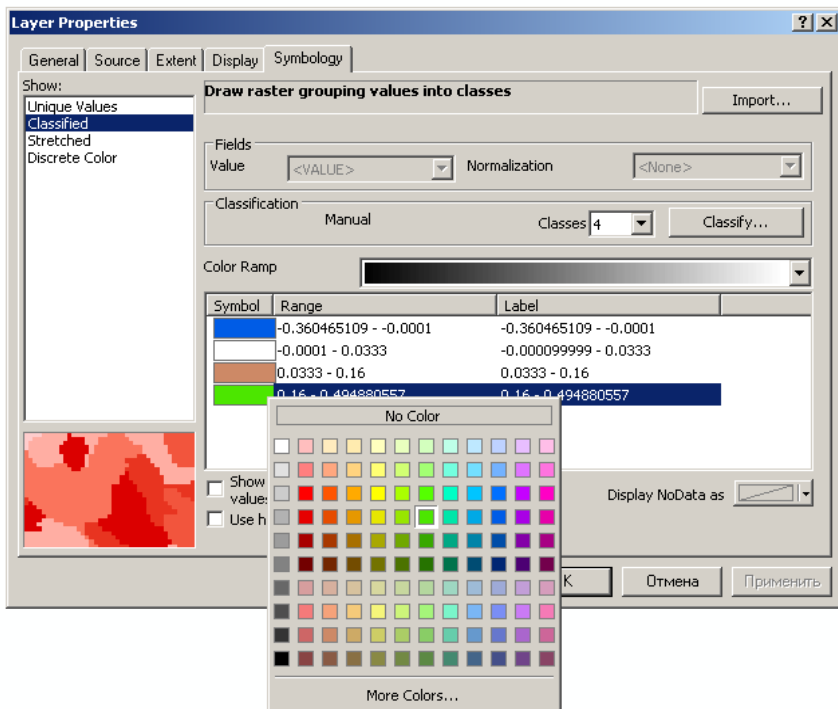 Layer Properties
General Source Extent Display Symbology
Show:
Unique Values
Classified
Stretched
Discrete Color
Draw raster grouping values into classes
Import...
Fields
Value <VALUE> Normalization <None>
Classification
Manual Classes 4 Classify...
Color Ramp
Symbol Range Label
-0.360465109 - -0.0001 -0.360465109 - -0.0001
-0.0001 - 0.0333 -0.000099999 - 0.0333
0.0333 - 0.16 0.0333 - 0.16
0.16 - 0.494880557 0.16 - 0.494880557
No Color
Show
values
Display NoData as
Use h
K Отмена Применить
More Colors...